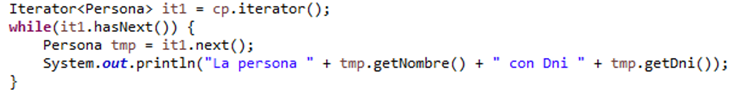 Iterator<Persona> it1 = cp.iterator();
while(it1.hasNext()) {
    Persona tmp = it1.next();
    System.out.println("La persona " + tmp.getNombre() + " con Dni " + tmp.getDni());
}